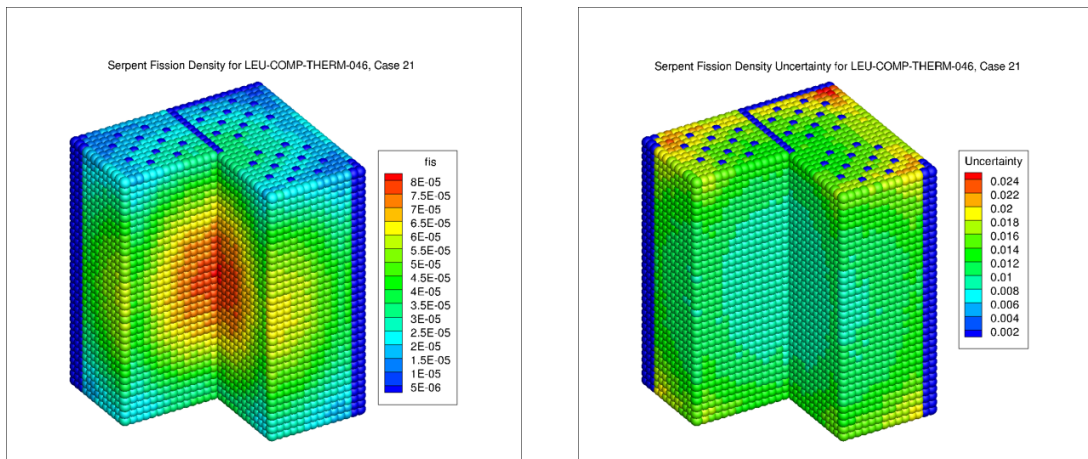 Serpent Fission Density for LEU-COMP-THERM-046, Case 21
fis
8E-05
7.5E-05
7E-05
6.5E-05
6E-05
5.5E-05
5E-05
4.5E-05
4E-05
3.5E-05
3E-05
2.5E-05
2E-05
1.5E-05
1E-05
5E-06
Serpent Fission Density Uncertainty for LEU-COMP-THERM-046, Case 21
Uncertainty
0.024
0.022
0.02
0.018
0.016
0.014
0.012
0.01
0.008
0.006
0.004
0.002